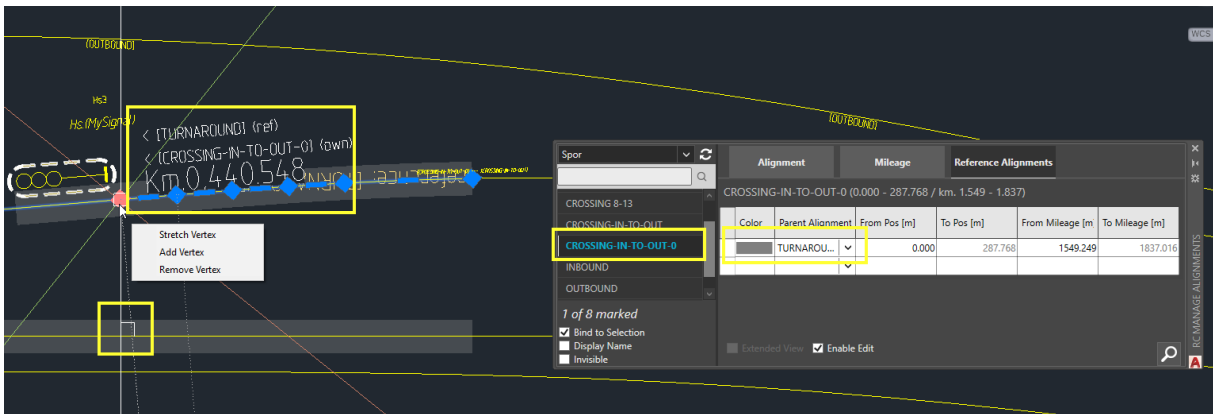 [OUTBOUND]
WCS
Hs3
Hs.(MySignal)
< [TURNAROUND] (ref)
< [CROSSING-IN-TO-OUT-0] (own)
Km.0,440.548
[OUTBOUND]
Stretch Vertex
Add Vertex
Remove Vertex
Spor
CROSSING 8-13
CROSSING-IN-TO-OUT
CROSSING-IN-TO-OUT-0
INBOUND
OUTBOUND
1 of 8 marked
Bind to Selection
Display Name
Invisible
Alignment
Mileage
Reference Alignments
CROSSING-IN-TO-OUT-0 (0.000 - 287.768 / km. 1.549 - 1.837)
Color Parent Alignment From Pos [m] To Pos [m] From Mileage [m] To Mileage [m]
TURNAROU... 0.000 287.768 1549.249 1837.016
Extended View Enable Edit
RC MANAGE ALIGNMENTS
A